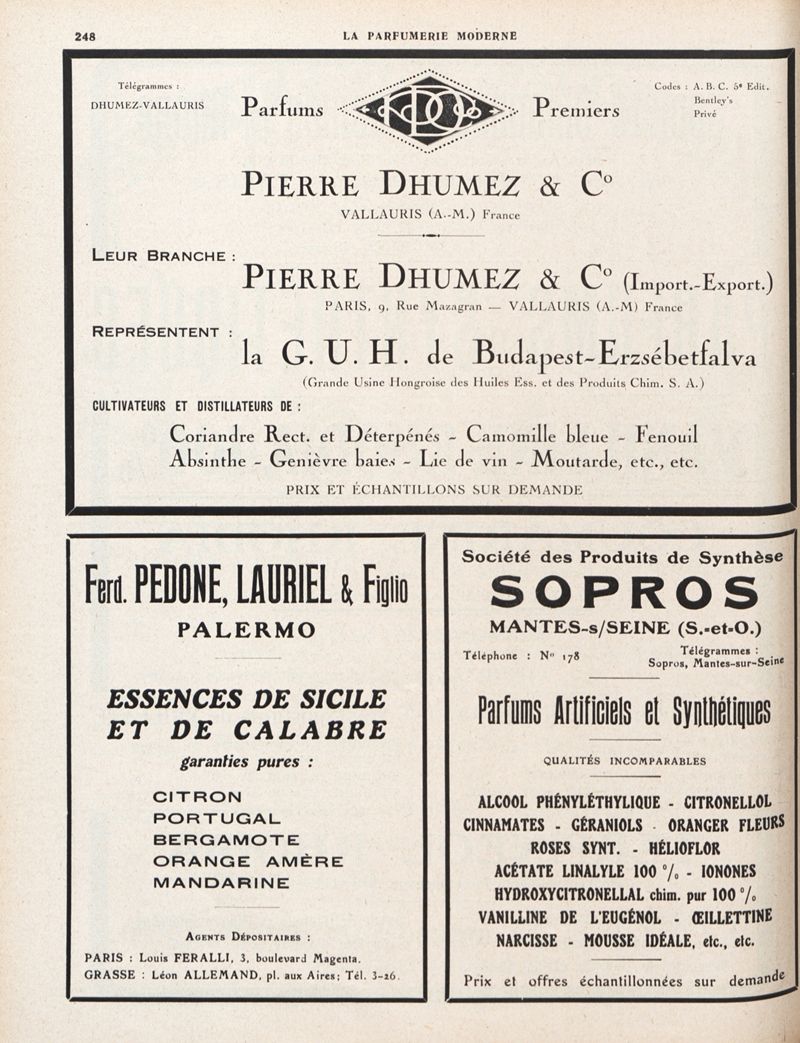 248
LA PARFUMERIE MODERNE
Télégrammes :
DHUMEZ-VALLAURIS
Parfums
PDC
Premiers
Codes : A. B. C. 5e Edit.
Bentley's
Privé
PIERRE DHUMEZ & Co
VALLAURIS (A.-M.) France
LEUR BRANCHE :
PIERRE DHUMEZ & Co (Import.-Export.)
PARIS, 9, Rue Mazagran — VALLAURIS (A.-M) France
REPRÉSENTENT :
la G. U. H. de Budapest-Erzsébetfalva
(Grande Usine Hongroise des Huiles Ess. et des Produits Chim. S. A.)
CULTIVATEURS ET DISTILLATEURS DE :
Coriandre Rect. et Déterpénés - Camomille bleue - Fenouil
Absinthe - Genièvre baies - Lie de vin - Moutarde, etc., etc.
PRIX ET ÉCHANTILLONS SUR DEMANDE
Ferd. PEDONE, LAURIEL & Figlio
PALERMO
ESSENCES DE SICILE
ET DE CALABRE
garanties pures :
CITRON
PORTUGAL
BERGAMOTE
ORANGE AMÈRE
MANDARINE
AGENTS DÉPOSITAIRES :
PARIS : Louis FERALLI, 3, boulevard Magenta.
GRASSE : Léon ALLEMAND, pl. aux Aires; Tél. 3-26.
Société des Produits de Synthèse
SOPROS
MANTES-s/SEINE (S.-et-O.)
Téléphone : No 178
Télégrammes :
Sopros, Mantes-sur-Seine
Parfums Artificiels et Synthétiques
QUALITÉS INCOMPARABLES
ALCOOL PHÉNYLÉTHYLIQUE - CITRONELLOL
CINNAMATES - GÉRANIOLS - ORANGER FLEURS
ROSES SYNT. - HÉLIOFLOR
ACÉTATE LINALYLE 100 % - IONONES
HYDROXYCITRONELLAL chim. pur 100 %
VANILLINE DE L'EUGÉNOL - ŒILLETTINE
NARCISSE - MOUSSE IDÉALE, etc., etc.
Prix et offres échantillonnées sur demande